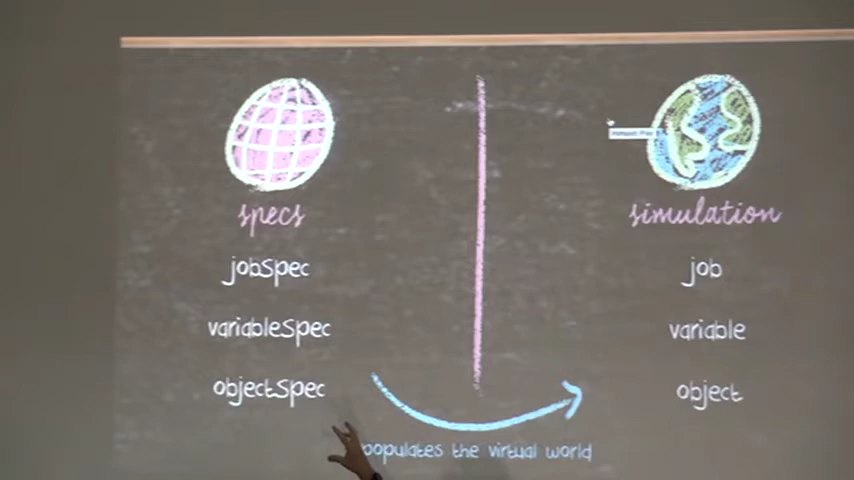 specs
jobSpec
variableSpec
objectSpec
simulation
job
variable
object
populates the virtual world